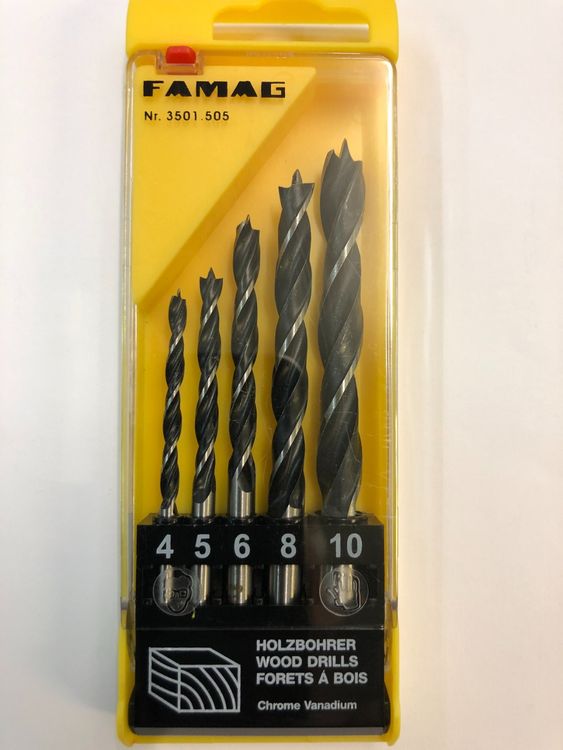 FAMAG
Nr. 3501.505
4 5 6 8 10
HOLZBOHRER
WOOD DRILLS
FORETS Á BOIS
Chrome Vanadium